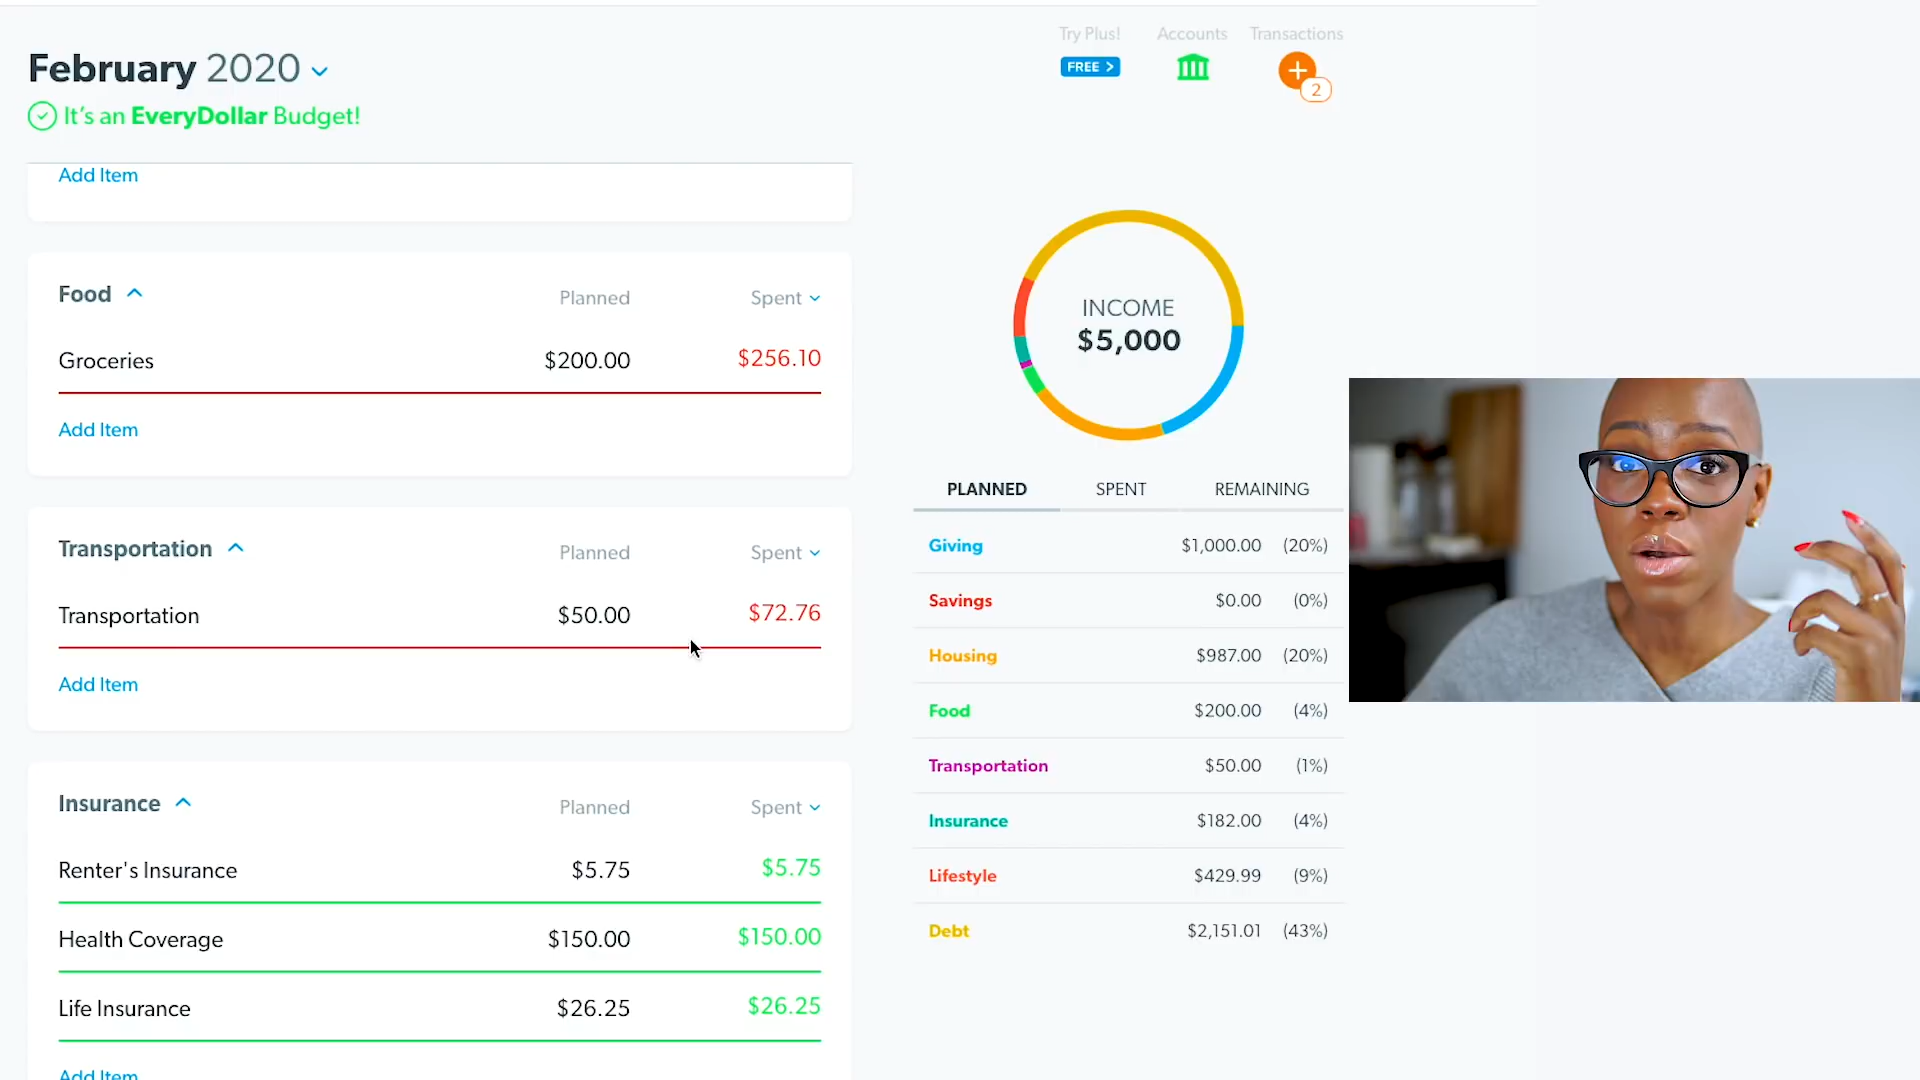 Try Plus! Accounts Transactions
February 2020
FREE >
2
It's an EveryDollar Budget!
Add Item
Food Planned Spent
Groceries $200.00 $256.10
Add Item
Transportation Planned Spent
Transportation $50.00 $72.76
Add Item
Insurance Planned Spent
Renter's Insurance $5.75 $5.75
Health Coverage $150.00 $150.00
Life Insurance $26.25 $26.25
Add Item
INCOME
$5,000
PLANNED SPENT REMAINING
Giving $1,000.00 (20%)
Savings $0.00 (0%)
Housing $987.00 (20%)
Food $200.00 (4%)
Transportation $50.00 (1%)
Insurance $182.00 (4%)
Lifestyle $429.99 (9%)
Debt $2,151.01 (43%)